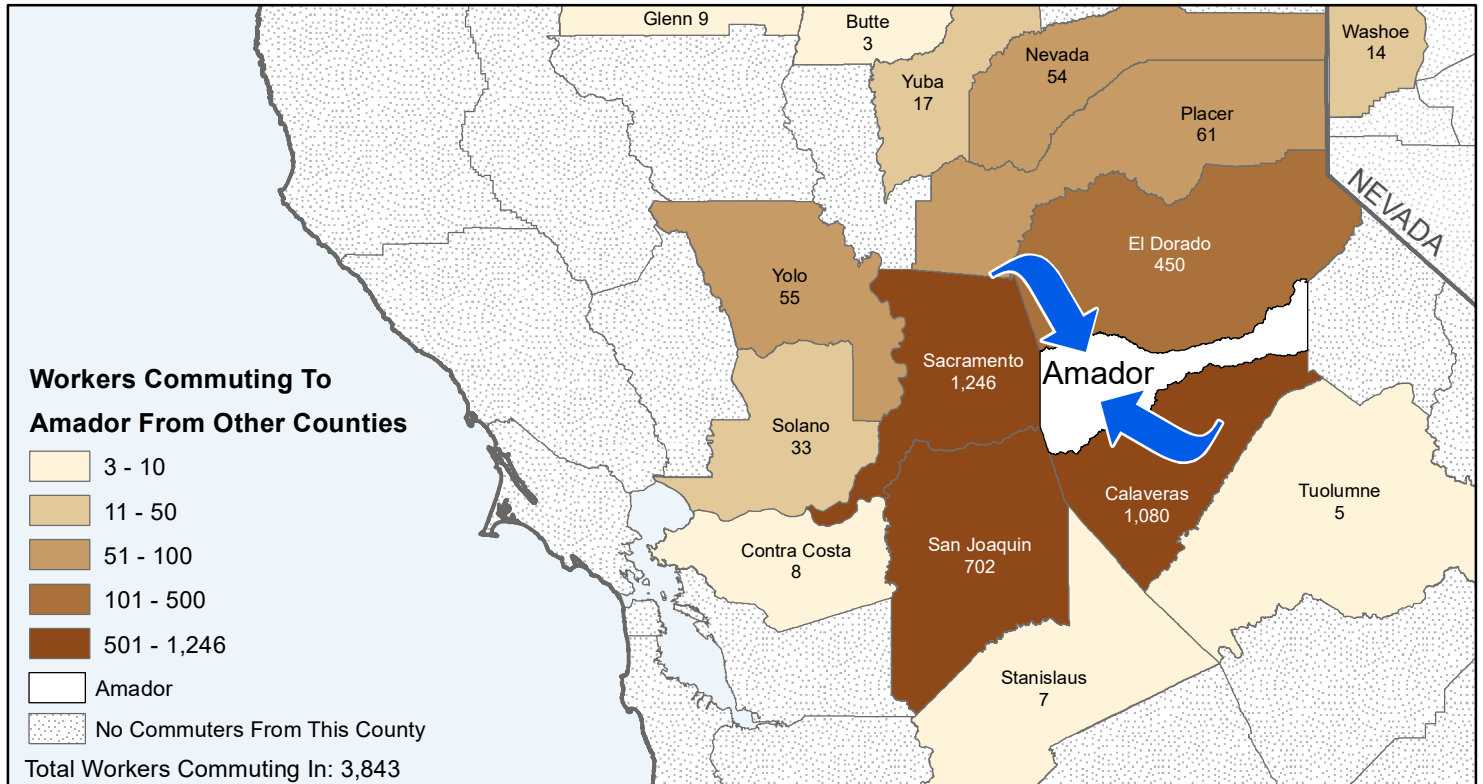 Glenn 9
Butte
3
Yuba
17
Nevada
54
Washoe
14
Placer
61
NEVADA
El Dorado
450
Yolo
55
Sacramento
1,246
Amador
Solano
33
Calaveras
1,080
Tuolumne
5
Contra Costa
8
San Joaquin
702
Stanislaus
7
Workers Commuting To
Amador From Other Counties
3 - 10
11 - 50
51 - 100
101 - 500
501 - 1,246
Amador
No Commuters From This County
Total Workers Commuting In: 3,843